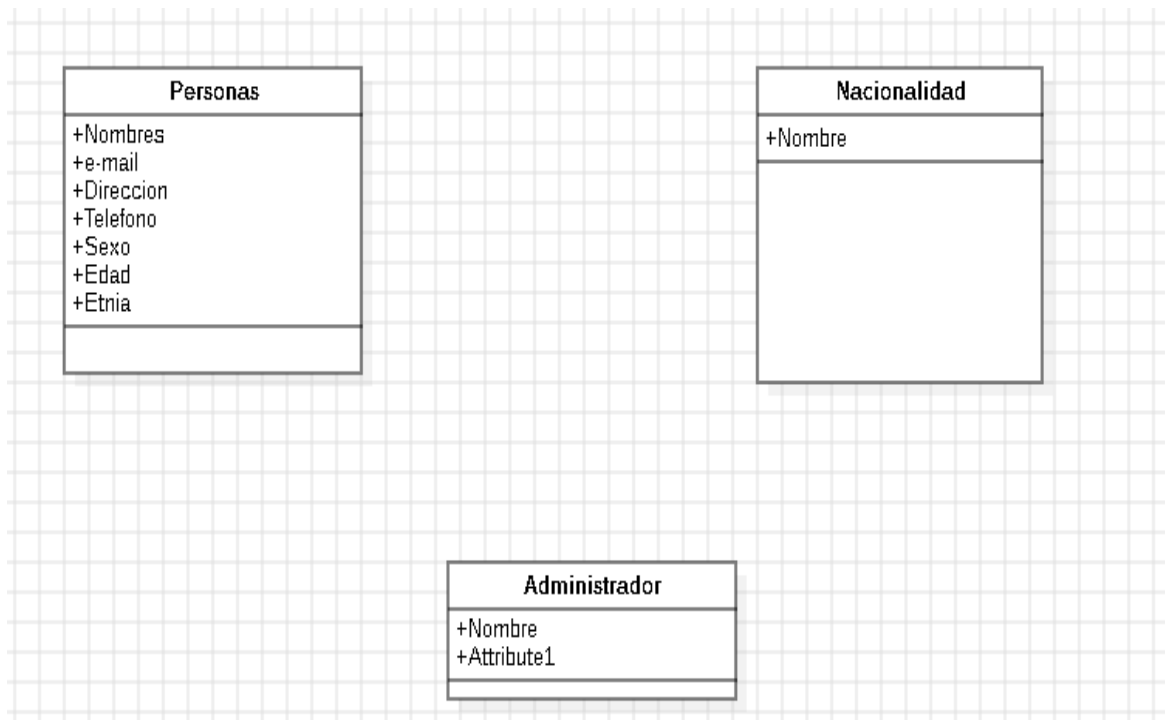 Personas
+Nombres
+e-mail
+Direccion
+Telefono
+Sexo
+Edad
+Etnia
Nacionalidad
+Nombre
Administrador
+Nombre
+Attribute1